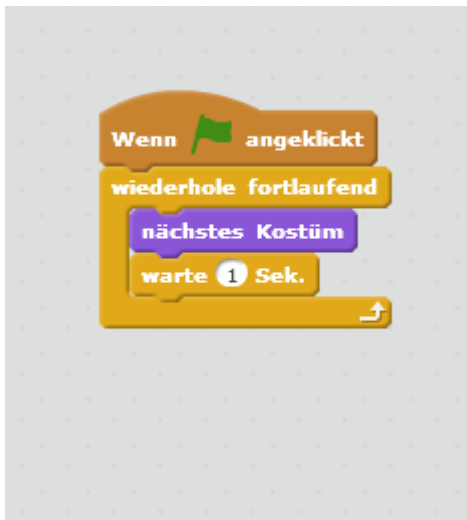 Wenn angeklickt
wiederhole fortlaufend
nächstes Kostüm
warte 1 Sek.